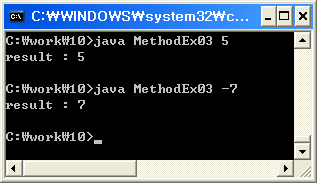 C:₩WINDOWS₩system32₩c
C:₩work₩10>java MethodEx03 5
result : 5
C:₩work₩10>java MethodEx03 -7
result : 7
C:₩work₩10>_